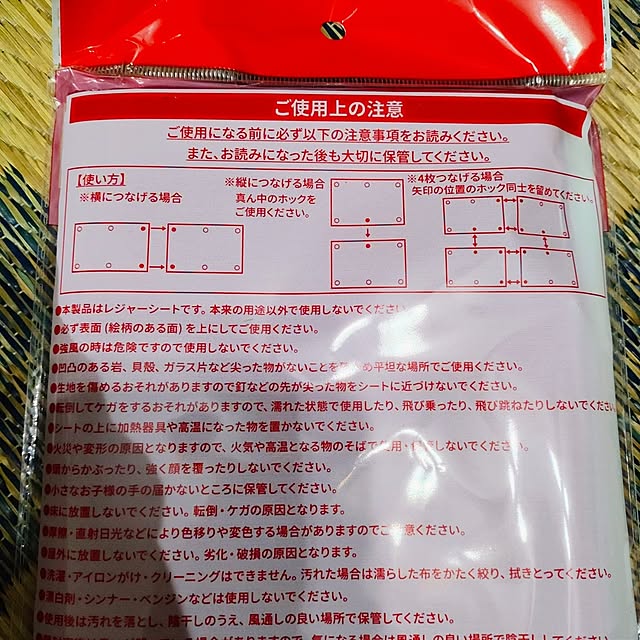 ご使用上の注意
ご使用になる前に必ず以下の注意事項をお読みください。
また、お読みになった後も大切に保管してください。
【使い方】
※横につなげる場合
※縦につなげる場合
真ん中のホックを
ご使用ください。
※4枚つなげる場合
矢印の位置のホック同士を留めてください。
●本製品はレジャーシートです。本来の用途以外で使用しないでください
●必ず表面(絵柄のある面)を上にしてご使用ください。
●強風の時は危険ですので使用しないでください。
●凹凸のある岩、貝殻、ガラス片など尖った物がないことを め平坦な場所でご使用ください。
●生地を傷めるおそれがありますので釘などの先が尖った物をシートに近づけないでください。
●転倒してケガをするおそれがありますので、濡れた状態で使用したり、飛び乗ったり、飛び跳ねたりしないでください。
●シートの上に加熱器具や高温になった物を置かないでください。
●火災や変形の原因となりますので、火気や高温となる物のそばで使用・ しないでください。
●頭からかぶったり、強く顔を覆ったりしないでください。
●小さなお子様の手の届かないところに保管してください。
●床に放置しないでください。転倒・ケガの原因となります。
●摩擦・直射日光などにより色移りや変色する場合がありますのでご ください。
●屋外に放置しないでください。劣化・破損の原因となります。
●洗濯・アイロンがけ・クリーニングはできません。汚れた場合は濡らした布をかたく絞り、拭きとってください。
●漂白剤・シンナー・ベンジンなどは使用しないでください。
●使用後は汚れを落とし、陰干しのうえ、風通しの良い場所で保管してください。
がありますので、気になる場合は風通しの良い場所で陰干し